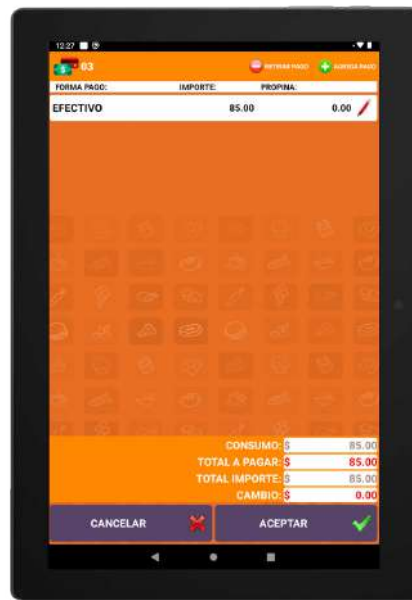 12:27
03
RETIRAR PAGO
AGREGA PAGO
FORMA PAGO: IMPORTE: PROPINA:
EFECTIVO 85.00 0.00
CONSUMO: $ 85.00
TOTAL A PAGAR: $ 85.00
TOTAL IMPORTE: $ 85.00
CAMBIO: $ 0.00
CANCELAR ACEPTAR